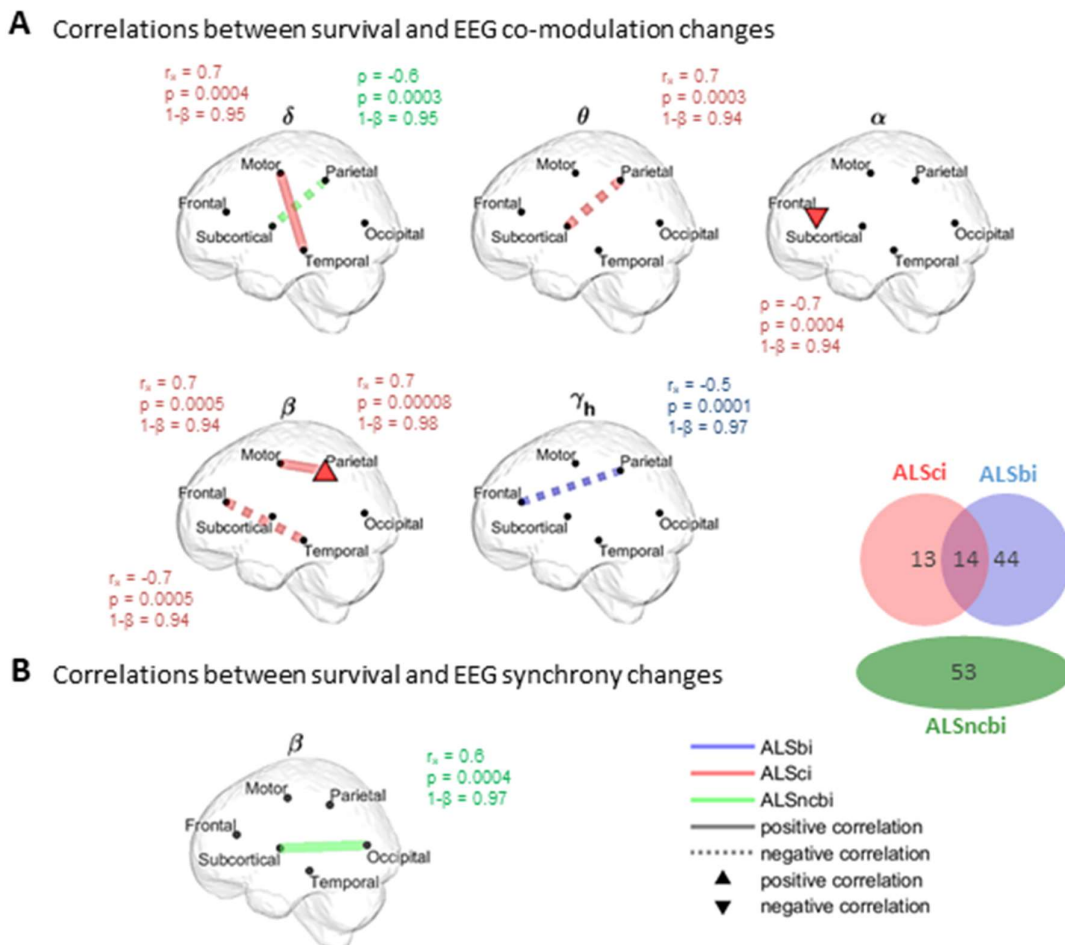 A Correlations between survival and EEG co-modulation changes
rₛ = 0.7
p = 0.0004
1-β = 0.95
ρ = -0.6
p = 0.0003
1-β = 0.95
δ
Motor
Parietal
Frontal
Subcortical
Occipital
Temporal
rₛ = 0.7
p = 0.0003
1-β = 0.94
θ
Motor
Parietal
Frontal
Subcortical
Occipital
Temporal
α
Motor
Parietal
Frontal
Subcortical
Occipital
Temporal
ρ = -0.7
p = 0.0004
1-β = 0.94
rₛ = 0.7
p = 0.0005
1-β = 0.94
rₛ = 0.7
p = 0.00008
1-β = 0.98
β
Motor
Parietal
Frontal
Subcortical
Occipital
Temporal
rₛ = -0.7
p = 0.0005
1-β = 0.94
γh
rₛ = -0.5
p = 0.0001
1-β = 0.97
Motor
Parietal
Frontal
Subcortical
Occipital
Temporal
ALSci
ALSbi
13 14 44
53
ALSncbi
B Correlations between survival and EEG synchrony changes
β
rₛ = 0.6
p = 0.0004
1-β = 0.97
Motor
Parietal
Frontal
Subcortical
Occipital
Temporal
ALSbi
ALSci
ALSncbi
positive correlation
negative correlation
positive correlation
negative correlation